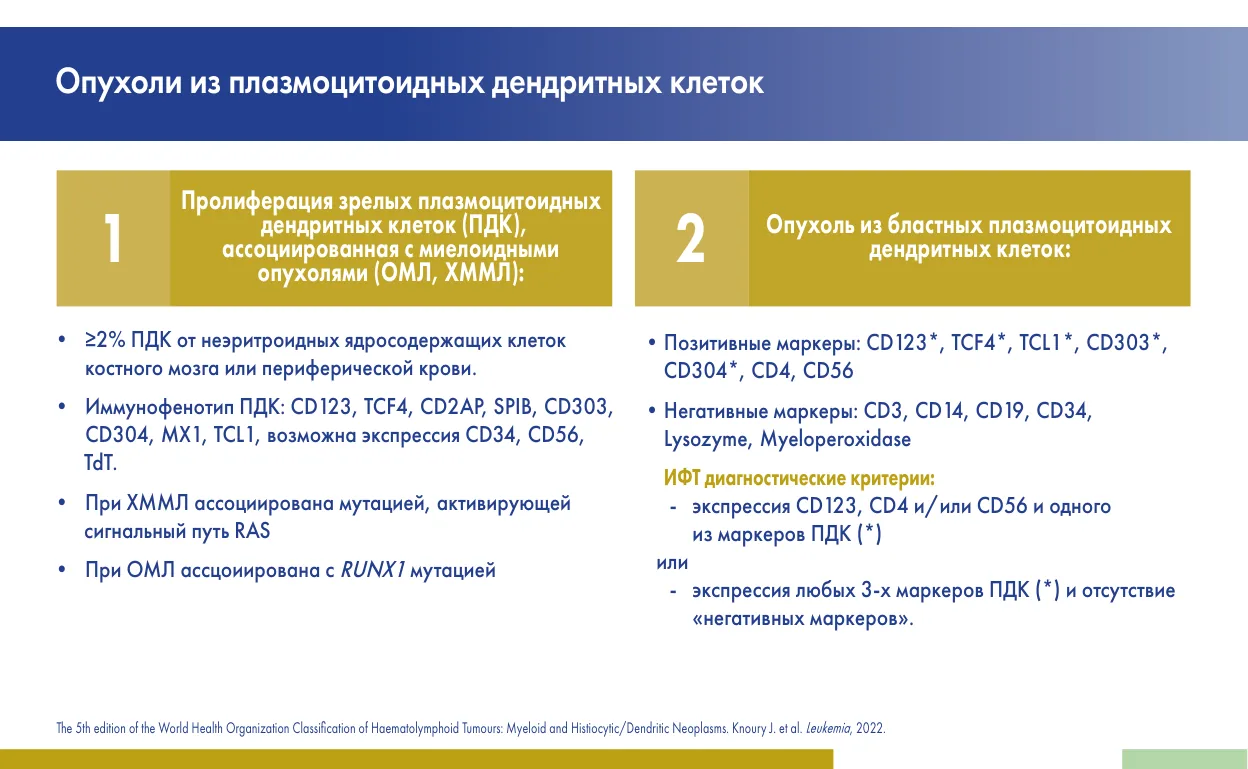 Опухоли из плазмоцитоидных дендритных клеток
1
Пролиферация зрелых плазмоцитоидных
дендритных клеток (ПДК),
ассоциированная с миелоидными
опухолями (ОМЛ, ХММЛ):
• ≥2% ПДК от неэритроидных ядросодержащих клеток
костного мозга или периферической крови.
• Иммунофенотип ПДК: CD123, TCF4, CD2AP, SPIB, CD303,
CD304, MX1, TCL1, возможна экспрессия CD34, CD56,
TdT.
• При ХММЛ ассоциирована мутацией, активирующей
сигнальный путь RAS
• При ОМЛ ассцоиирована с RUNX1 мутацией
2
Опухоль из бластных плазмоцитоидных
дендритных клеток:
• Позитивные маркеры: CD123*, TCF4*, TCL1*, CD303*,
CD304*, CD4, CD56
• Негативные маркеры: CD3, CD14, CD19, CD34,
Lysozyme, Myeloperoxidase
ИФТ диагностические критерии:
- экспрессия CD123, CD4 и/или CD56 и одного
из маркеров ПДК (*)
или
- экспрессия любых 3-х маркеров ПДК (*) и отсутствие
«негативных маркеров».
The 5th edition of the World Health Organization Classification of Haematolymphoid Tumours: Myeloid and Histiocytic/Dendritic Neoplasms. Knoury J. et al. Leukemia, 2022.